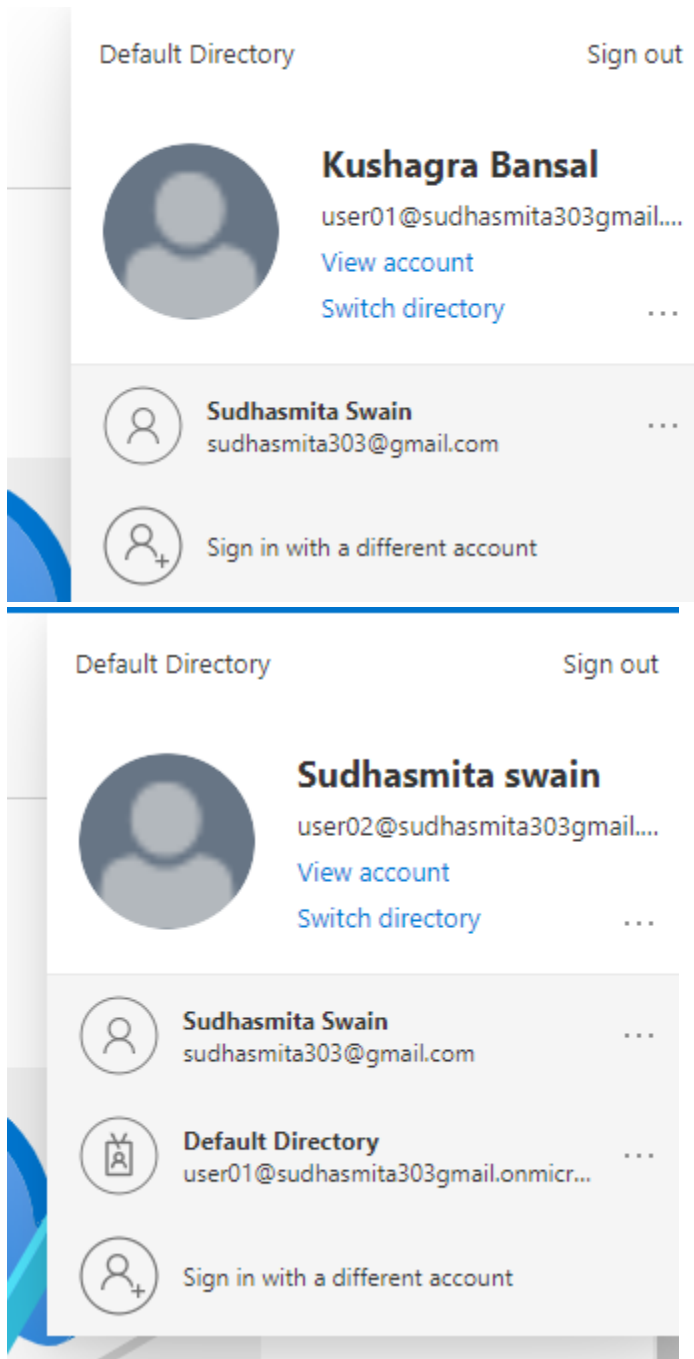 Default Directory Sign out
Kushagra Bansal
user01@sudhasmita303gmail....
View account
Switch directory ...
Sudhasmita Swain ...
sudhasmita303@gmail.com
Sign in with a different account
Default Directory Sign out
Sudhasmita swain
user02@sudhasmita303gmail....
View account
Switch directory ...
Sudhasmita Swain ...
sudhasmita303@gmail.com
Default Directory ...
user01@sudhasmita303gmail.onmicr...
Sign in with a different account